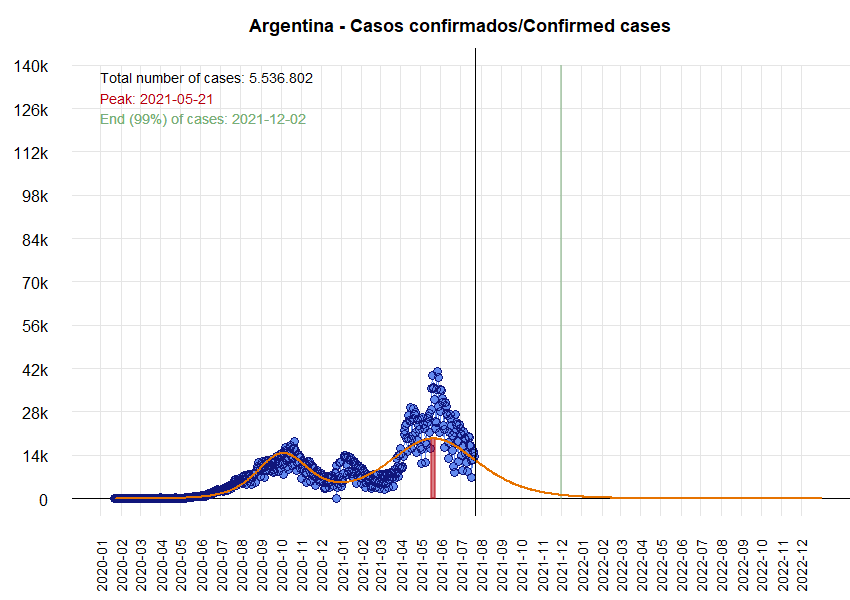 Argentina - Casos confirmados/Confirmed cases
140k
126k
112k
98k
84k
70k
56k
42k
28k
14k
0
Total number of cases: 5.536.802
Peak: 2021-05-21
End (99%) of cases: 2021-12-02
2020-01
2020-02
2020-03
2020-04
2020-05
2020-06
2020-07
2020-08
2020-09
2020-10
2020-11
2020-12
2021-01
2021-02
2021-03
2021-04
2021-05
2021-06
2021-07
2021-08
2021-09
2021-10
2021-11
2021-12
2022-01
2022-02
2022-03
2022-04
2022-05
2022-06
2022-07
2022-08
2022-09
2022-10
2022-11
2022-12